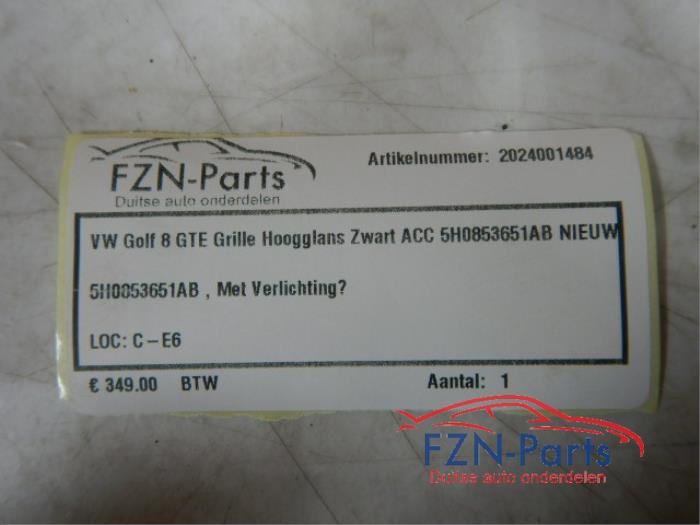 FZN-Parts
Duitse auto onderdelen
Artikelnummer: 2024001484
VW Golf 8 GTE Grille Hoogglans Zwart ACC 5H0853651AB NIEUW
5H0853651AB , Met Verlichting?
LOC: C-E6
€ 349.00 BTW Aantal: 1
FZN-Parts
Duitse auto onderdelen